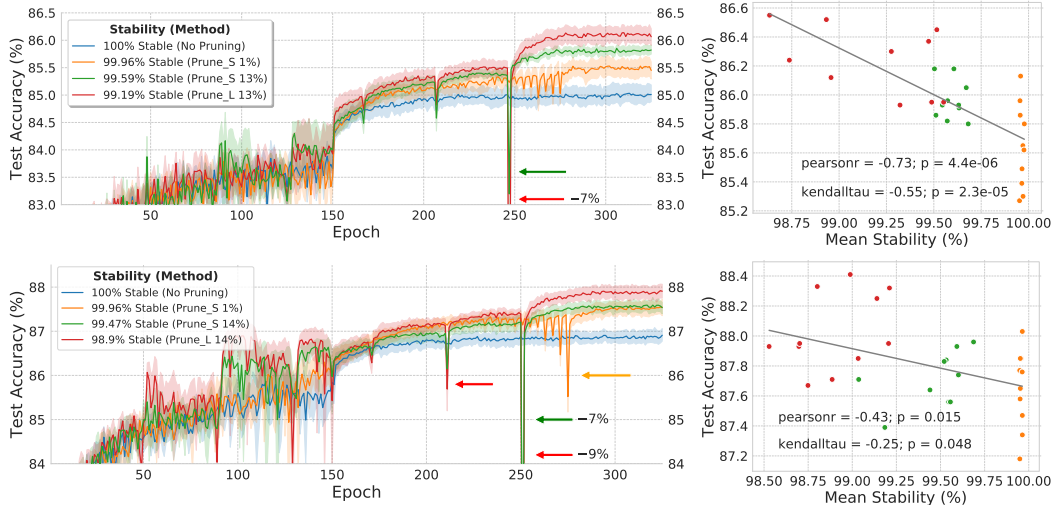 86.5
86.0
85.5
85.0
84.5
84.0
83.5
83.0
Test Accuracy (%)
Stability (Method)
100% Stable (No Pruning)
99.96% Stable (Prune_S 1%)
99.59% Stable (Prune_S 13%)
99.19% Stable (Prune_L 13%)
−7%
86.5
86.0
85.5
85.0
84.5
84.0
83.5
83.0
50 100 150 200 250 300
Epoch
86.6
86.4
86.2
86.0
85.8
85.6
85.4
85.2
Test Accuracy (%)
pearsonr = -0.73; p = 4.4e-06
kendalltau = -0.55; p = 2.3e-05
98.75 99.00 99.25 99.50 99.75 100.00
Mean Stability (%)
88
87
86
85
84
Test Accuracy (%)
Stability (Method)
100% Stable (No Pruning)
99.96% Stable (Prune_S 1%)
99.47% Stable (Prune_S 14%)
98.9% Stable (Prune_L 14%)
−7%
−9%
88
87
86
85
84
50 100 150 200 250 300
Epoch
88.4
88.2
88.0
87.8
87.6
87.4
87.2
Test Accuracy (%)
pearsonr = -0.43; p = 0.015
kendalltau = -0.25; p = 0.048
98.50 98.75 99.00 99.25 99.50 99.75 100.00
Mean Stability (%)